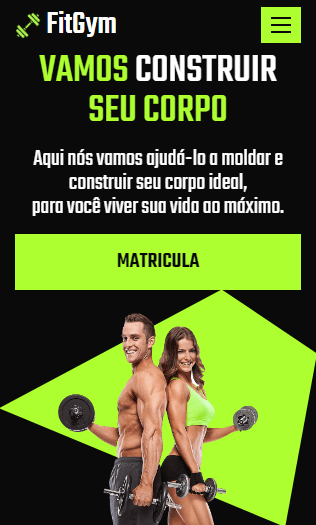 FitGym
VAMOS CONSTRUIR
SEU CORPO
Aqui nós vamos ajudá-lo a moldar e
construir seu corpo ideal,
para você viver sua vida ao máximo.
MATRICULA